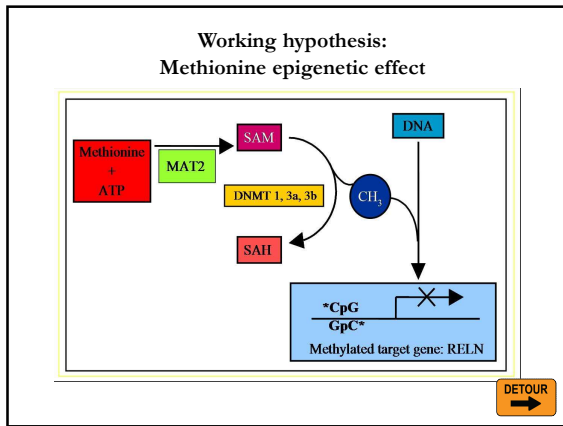 Working hypothesis:
Methionine epigenetic effect
Methionine
+
ATP
MAT2
SAM
DNMT 1, 3a, 3b
SAH
CH3
DNA
*CpG
GpC*
Methylated target gene: RELN
DETOUR